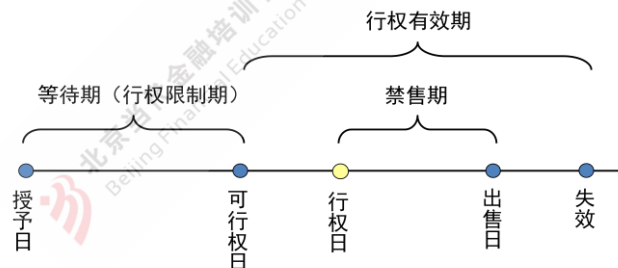 行权有效期
等待期（行权限制期）
禁售期
授予日
可行权日
行权日
出售日
失效